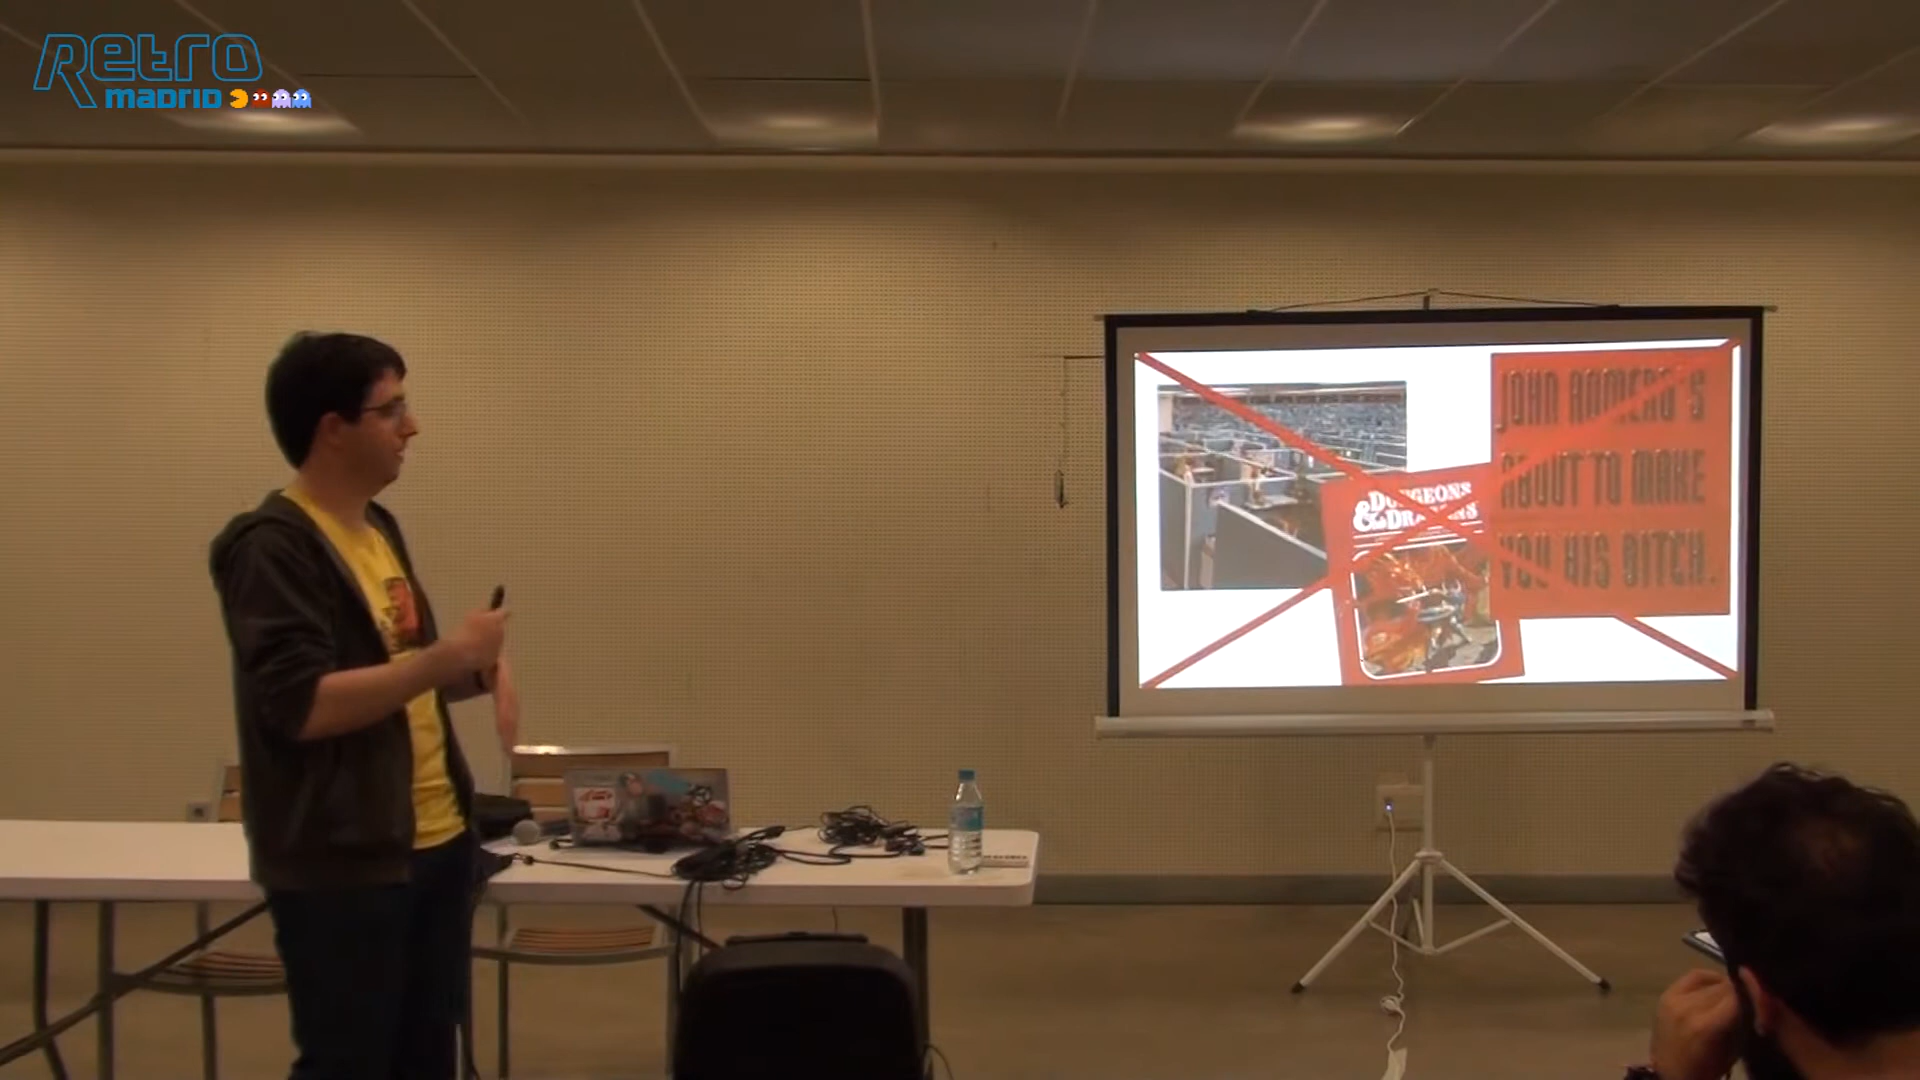 Retro
madrid
DUNGEONS
& DRAGONS
JOHN ROMERO'S
ABOUT TO MAKE
YOU HIS BITCH.